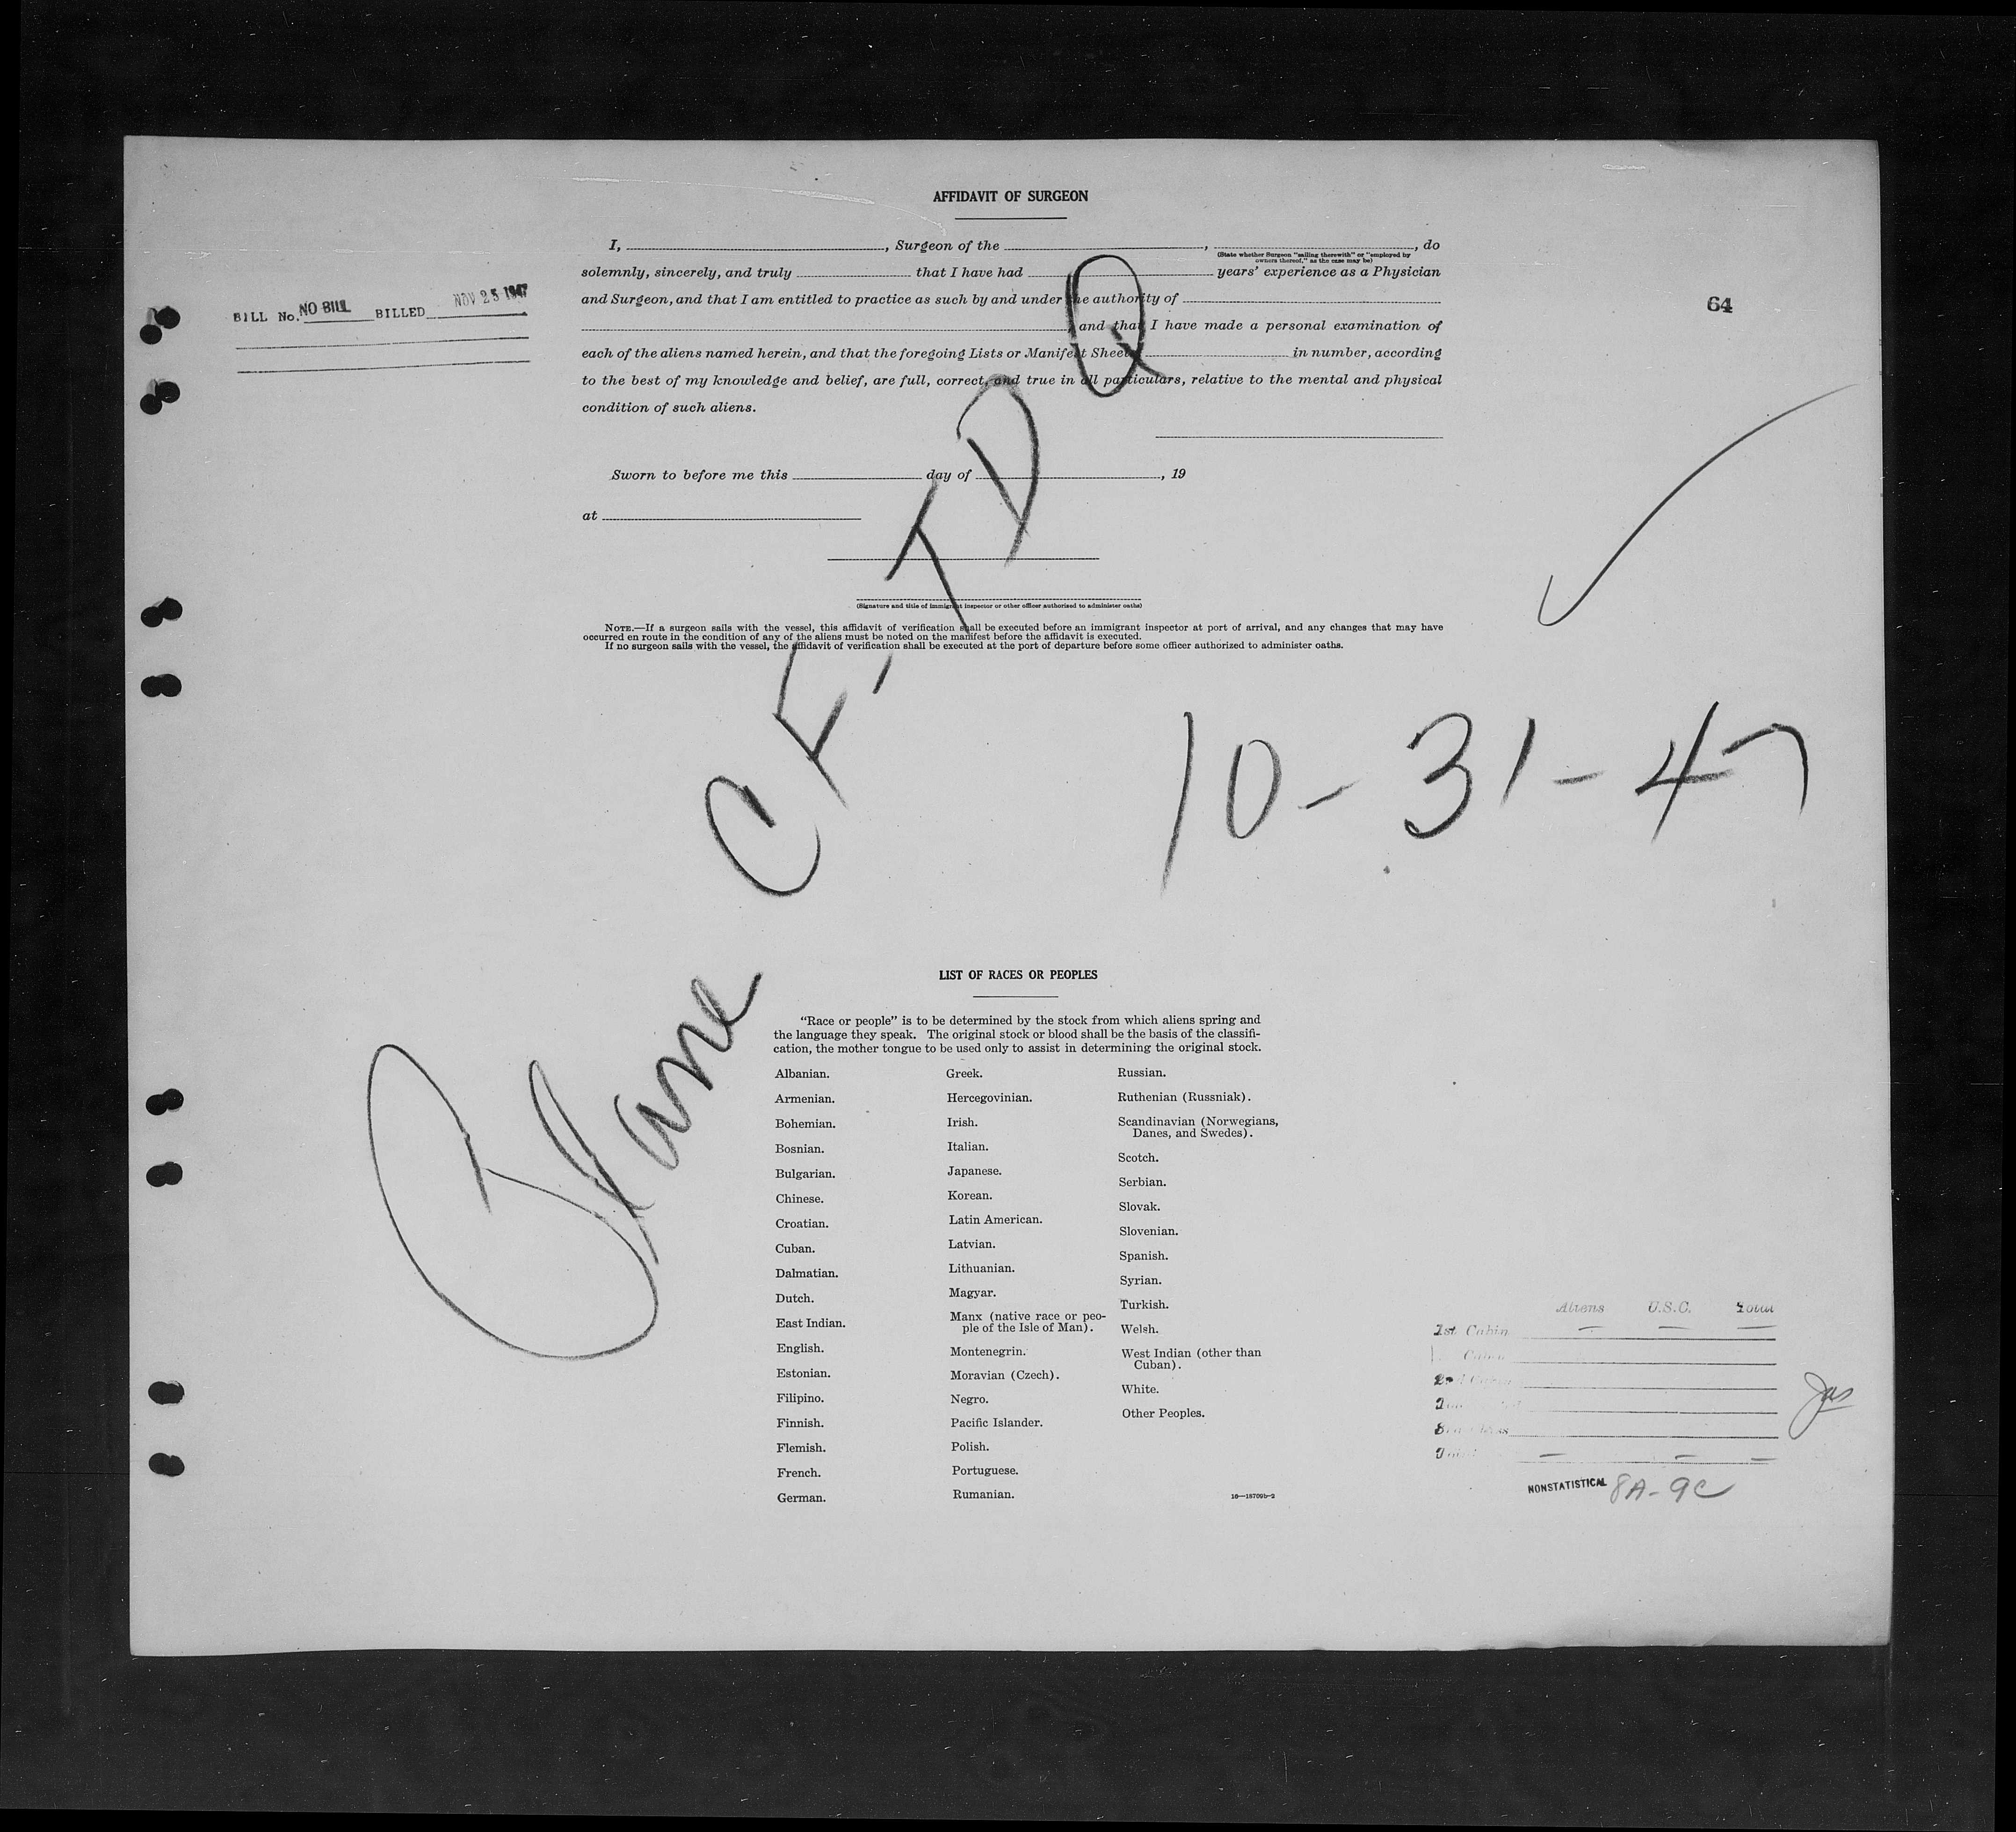 AFFIDAVIT OF SURGEON
I, , Surgeon of the , , do
(State whether Surgeon "sailing therewith" or "employed by
owners thereof," as the case may be)
solemnly, sincerely, and truly that I have had years' experience as a Physician
and Surgeon, and that I am entitled to practice as such by and under the authority of
, and that I have made a personal examination of
each of the aliens named herein, and that the foregoing Lists or Manifest Sheets, in number, according
to the best of my knowledge and belief, are full, correct, and true in all particulars, relative to the mental and physical
condition of such aliens.
BILL No. NO BILL BILLED NOV 25 1947
64
Sworn to before me this day of , 19
at
(Signature and title of immigrant inspector or other officer authorized to administer oaths)
NOTE.—If a surgeon sails with the vessel, this affidavit of verification shall be executed before an immigrant inspector at port of arrival, and any changes that may have
occurred en route in the condition of any of the aliens must be noted on the manifest before the affidavit is executed.
If no surgeon sails with the vessel, the affidavit of verification shall be executed at the port of departure before some officer authorized to administer oaths.
Plane CF-TDQ
10-31-47
LIST OF RACES OR PEOPLES
"Race or people" is to be determined by the stock from which aliens spring and
the language they speak. The original stock or blood shall be the basis of the classifi-
cation, the mother tongue to be used only to assist in determining the original stock.
Albanian.
Armenian.
Bohemian.
Bosnian.
Bulgarian.
Chinese.
Croatian.
Cuban.
Dalmatian.
Dutch.
East Indian.
English.
Estonian.
Filipino.
Finnish.
Flemish.
French.
German.
Greek.
Hercegovinian.
Irish.
Italian.
Japanese.
Korean.
Latin American.
Latvian.
Lithuanian.
Magyar.
Manx (native race or peo-
ple of the Isle of Man).
Montenegrin.
Moravian (Czech).
Negro.
Pacific Islander.
Polish.
Portuguese.
Rumanian.
Russian.
Ruthenian (Russniak).
Scandinavian (Norwegians,
Danes, and Swedes).
Scotch.
Serbian.
Slovak.
Slovenian.
Spanish.
Syrian.
Turkish.
Welsh.
West Indian (other than
Cuban).
White.
Other Peoples.
16—18709b-2
Aliens U.S.C. Total
1st Cabin
Cabin
2nd Cabin
NONSTATISTICAL 8A-9C